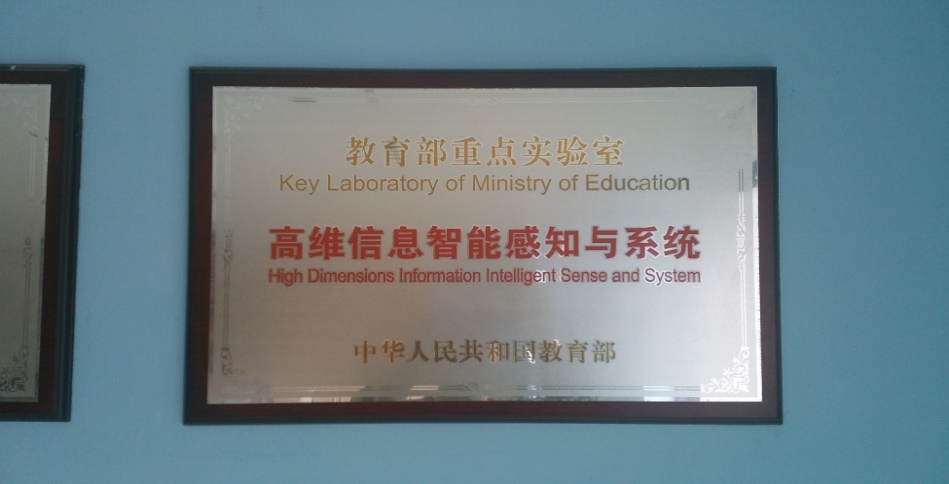 教育部重点实验室
Key Laboratory of Ministry of Education
高维信息智能感知与系统
High Dimensions Information Intelligent Sense and System
中华人民共和国教育部